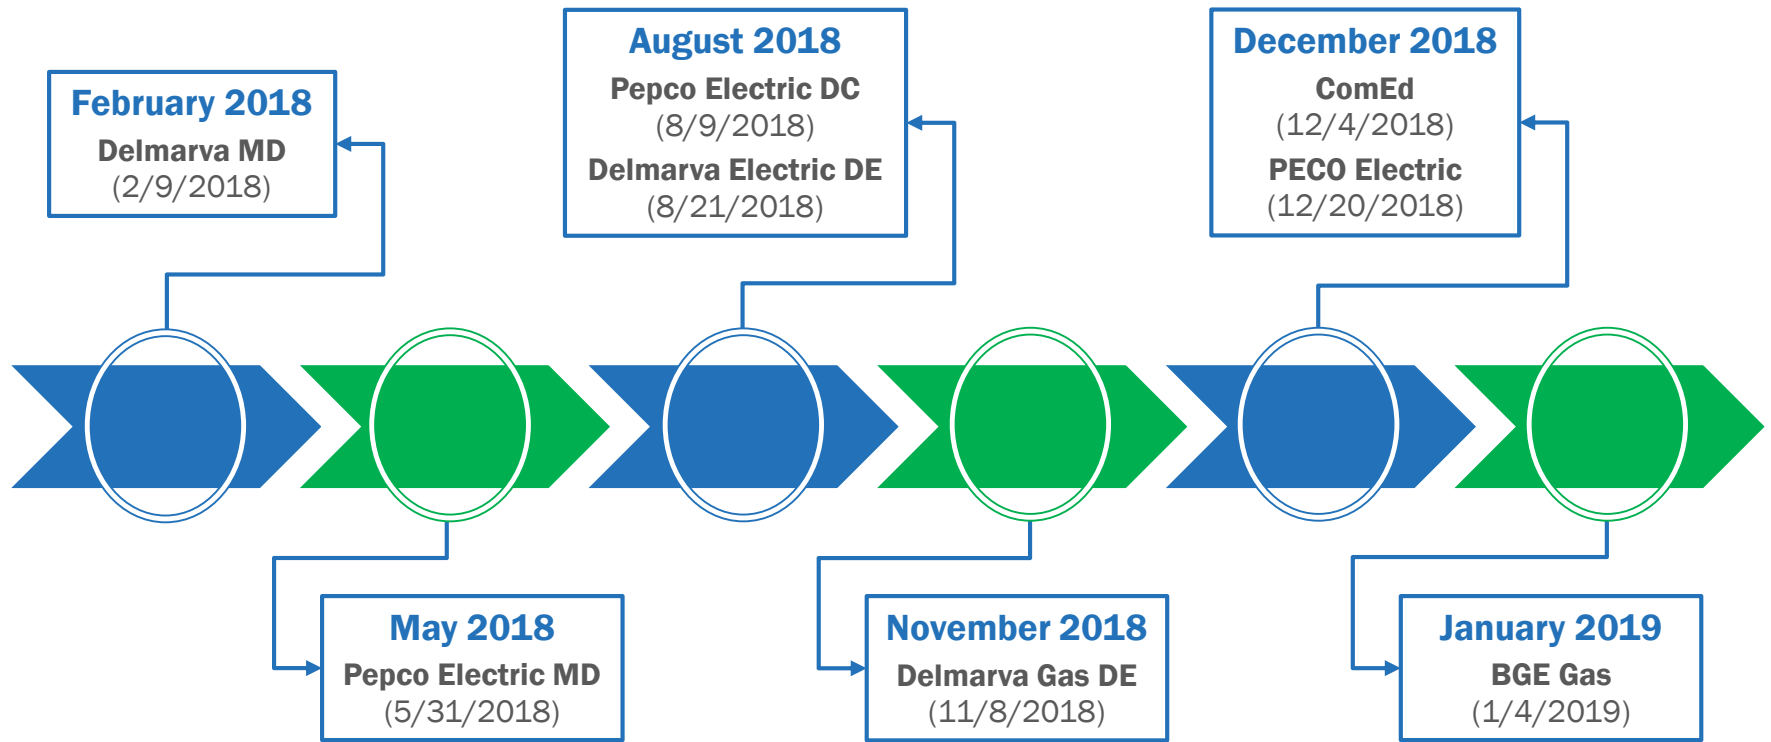 February 2018
Delmarva MD
(2/9/2018)
May 2018
Pepco Electric MD
(5/31/2018)
August 2018
Pepco Electric DC
(8/9/2018)
Delmarva Electric DE
(8/21/2018)
November 2018
Delmarva Gas DE
(11/8/2018)
December 2018
ComEd
(12/4/2018)
PECO Electric
(12/20/2018)
January 2019
BGE Gas
(1/4/2019)